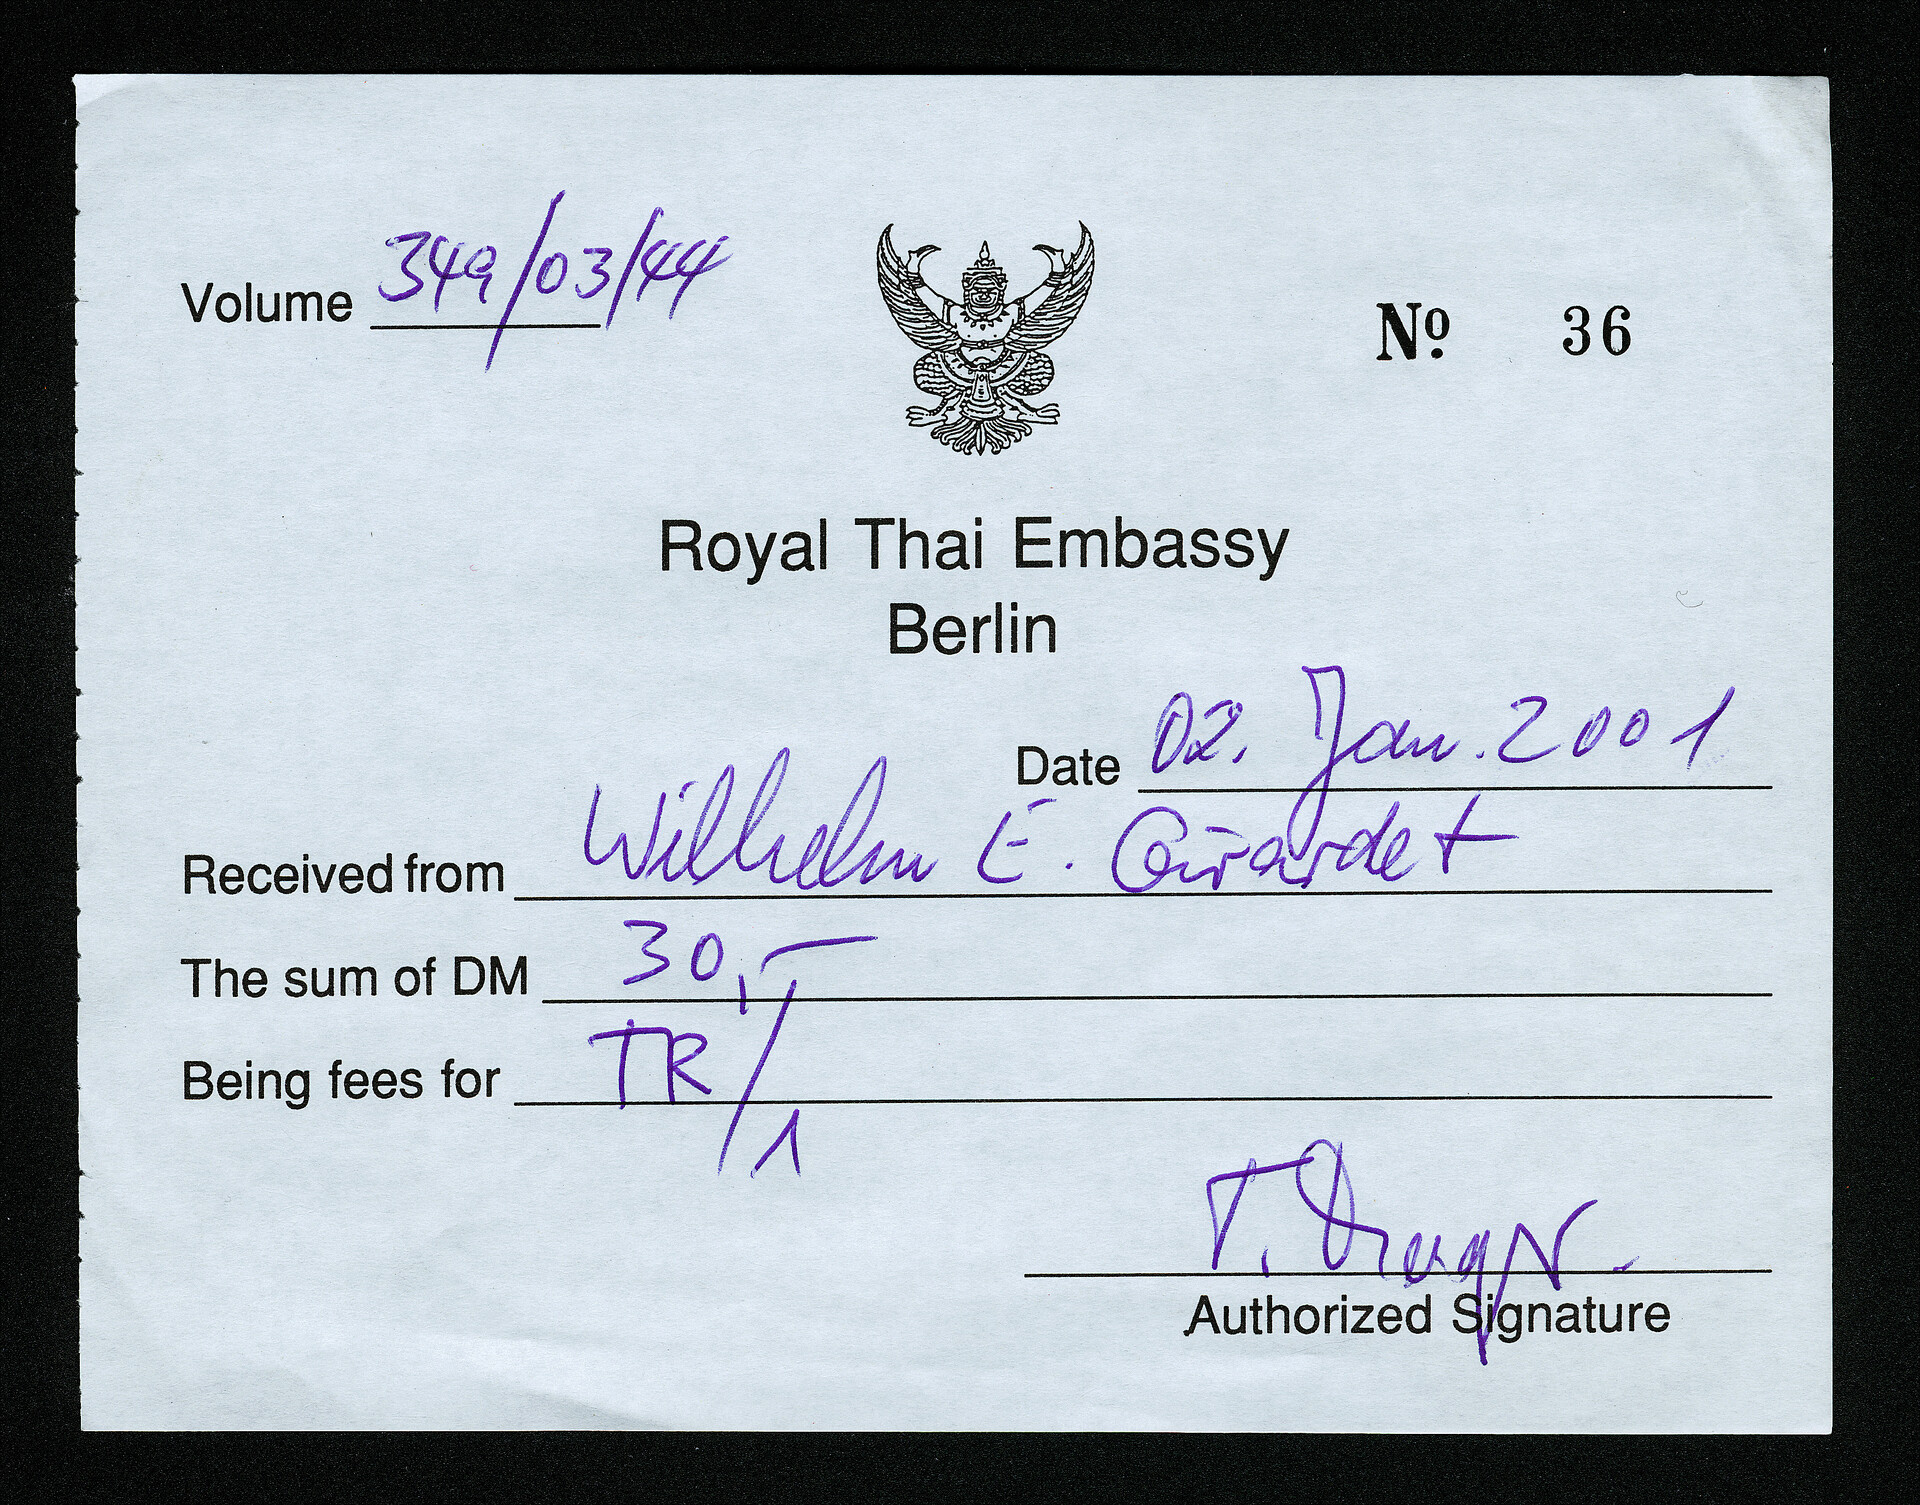 Volume 349/03/44
Nº. 36
Royal Thai Embassy
Berlin
Date 02. Jan. 2001
Received from Wilhelm E. Girardet
The sum of DM 30,-
Being fees for TR/1
T.
Authorized Signature